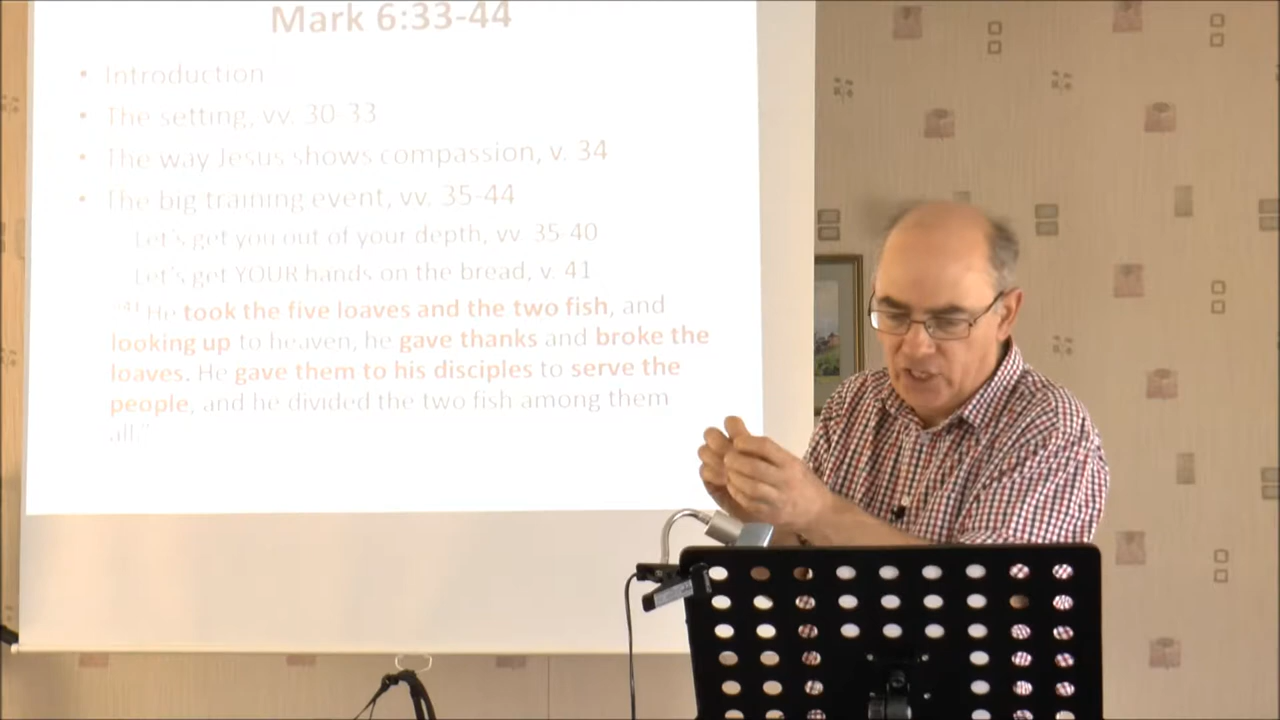 Mark 6:33-44
• Introduction
• The setting, vv. 30-33
• The way Jesus shows compassion, v. 34
• The big training event, vv. 35-44
Let's get you out of your depth, vv. 35-40
Let's get YOUR hands on the bread, v. 41
"⁴¹ He took the five loaves and the two fish, and
looking up to heaven, he gave thanks and broke the
loaves. He gave them to his disciples to serve the
people, and he divided the two fish among them
all."